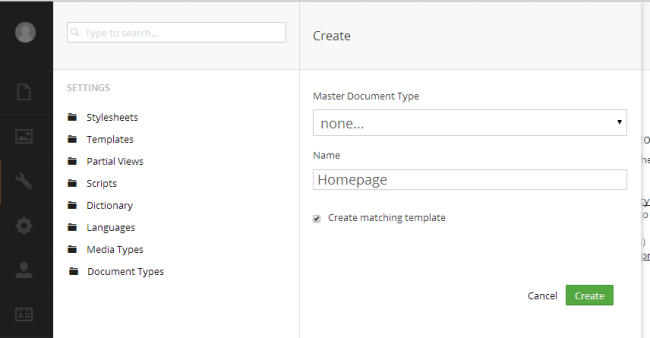 Type to search...
Create
SETTINGS
Stylesheets
Templates
Partial Views
Scripts
Dictionary
Languages
Media Types
Document Types
Master Document Type
none...
Name
Homepage
Create matching template
Cancel Create